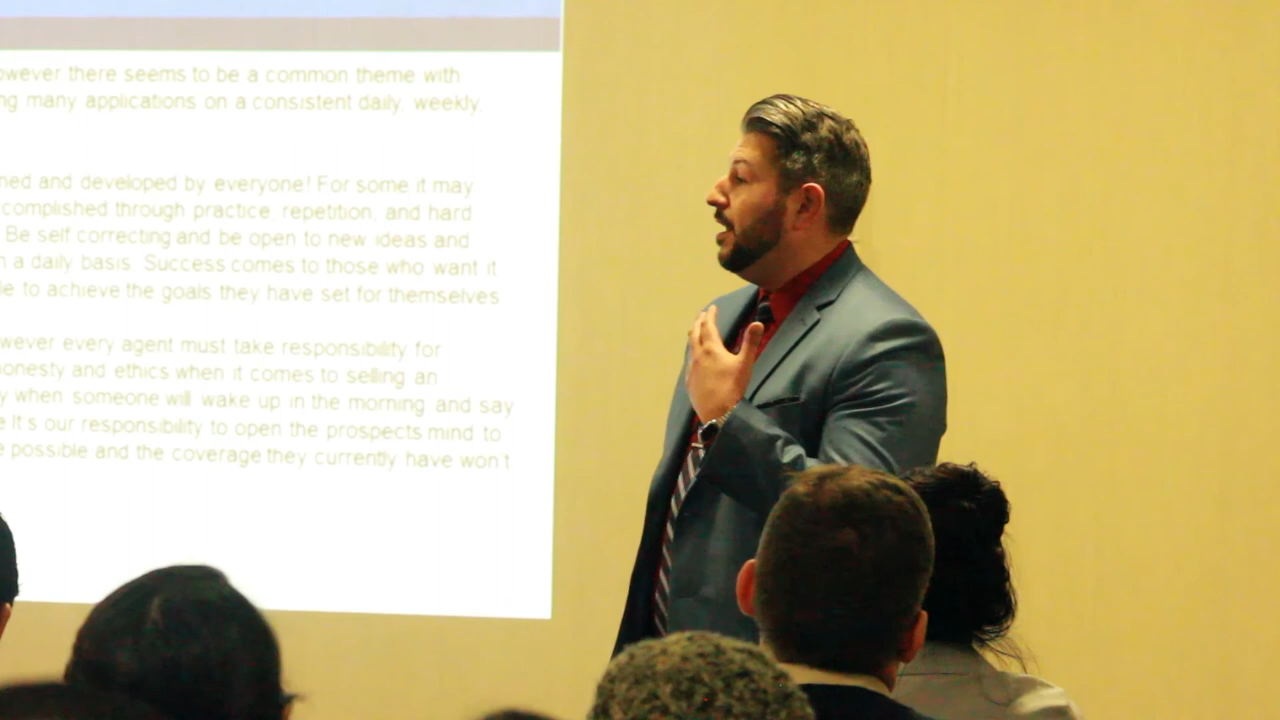 owever there seems to be a common theme with
ng many applications on a consistent daily, weekly,
ned and developed by everyone! For some it may
complished through practice, repetition, and hard
Be self correcting and be open to new ideas and
n a daily basis. Success comes to those who want it
le to achieve the goals they have set for themselves
wever every agent must take responsibility for
onesty and ethics when it comes to selling an
y when someone will wake up in the morning and say
e It's our responsibility to open the prospects mind to
e possible and the coverage they currently have won't